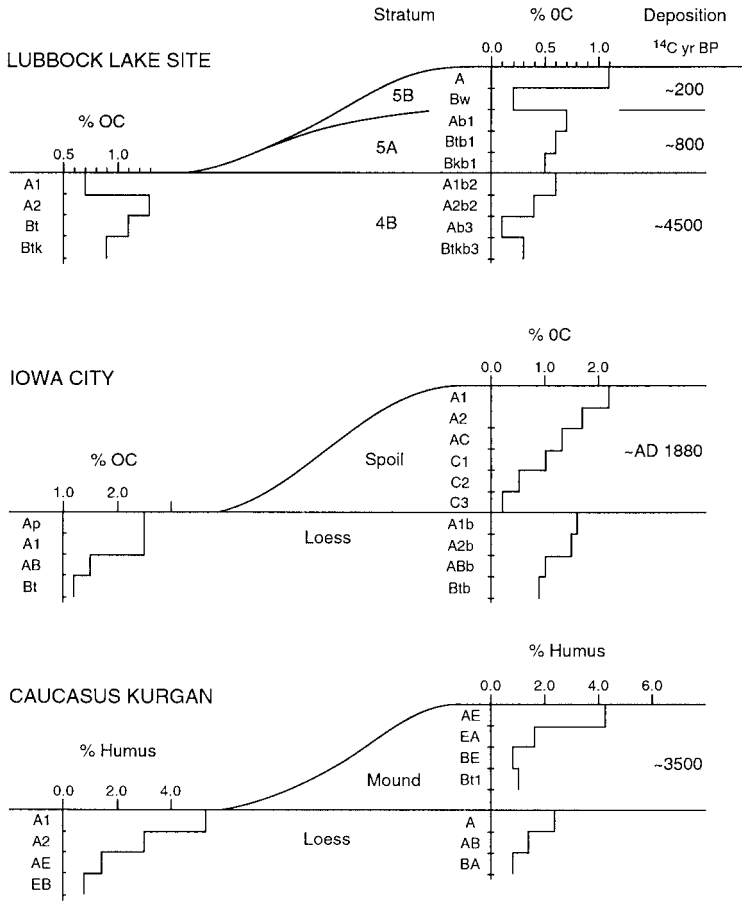 Stratum % 0C Deposition
0.0 0.5 1.0 ¹⁴C yr BP
LUBBOCK LAKE SITE
A
5B ~200
Bw
% OC
Ab1
5A Btb1 ~800
0.5 1.0
Bkb1
A1 A1b2
A2 A2b2
4B ~4500
Bt Ab3
Btk Btkb3
% 0C
IOWA CITY
0.0 1.0 2.0
A1
A2
AC
% OC Spoil C1 ~AD 1880
1.0 2.0 C2
C3
Ap A1b
A1 Loess A2b
AB ABb
Bt Btb
% Humus
CAUCASUS KURGAN
0.0 2.0 4.0 6.0
AE
% Humus EA
BE ~3500
0.0 2.0 4.0 Mound Bt1
A1 A
A2 Loess AB
AE BA
EB